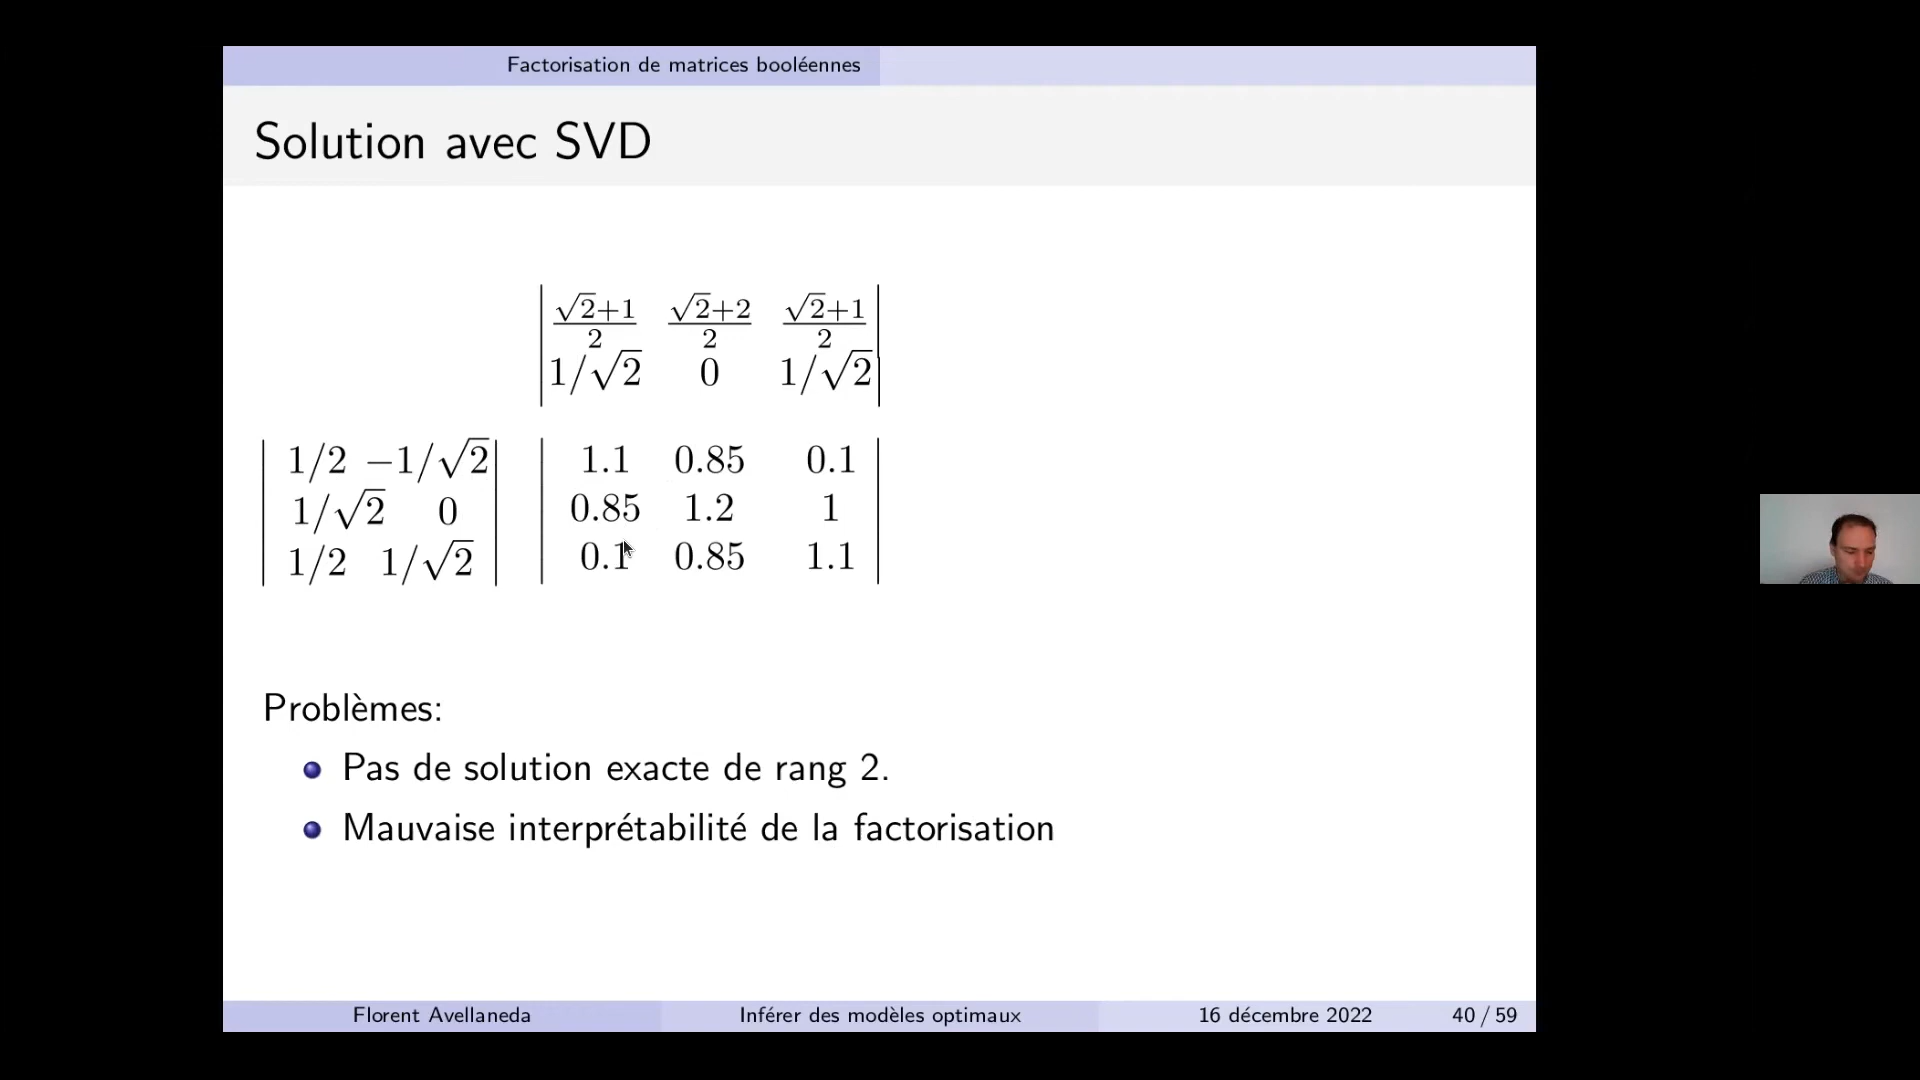 Factorisation de matrices booléennes
Solution avec SVD
√2+1/2 √2+2/2 √2+1/2
1/√2 0 1/√2
1/2 −1/√2 1.1 0.85 0.1
1/√2 0 0.85 1.2 1
1/2 1/√2 0.1 0.85 1.1
Problèmes:
Pas de solution exacte de rang 2.
Mauvaise interprétabilité de la factorisation
Florent Avellaneda Inférer des modèles optimaux 16 décembre 2022 40 / 59